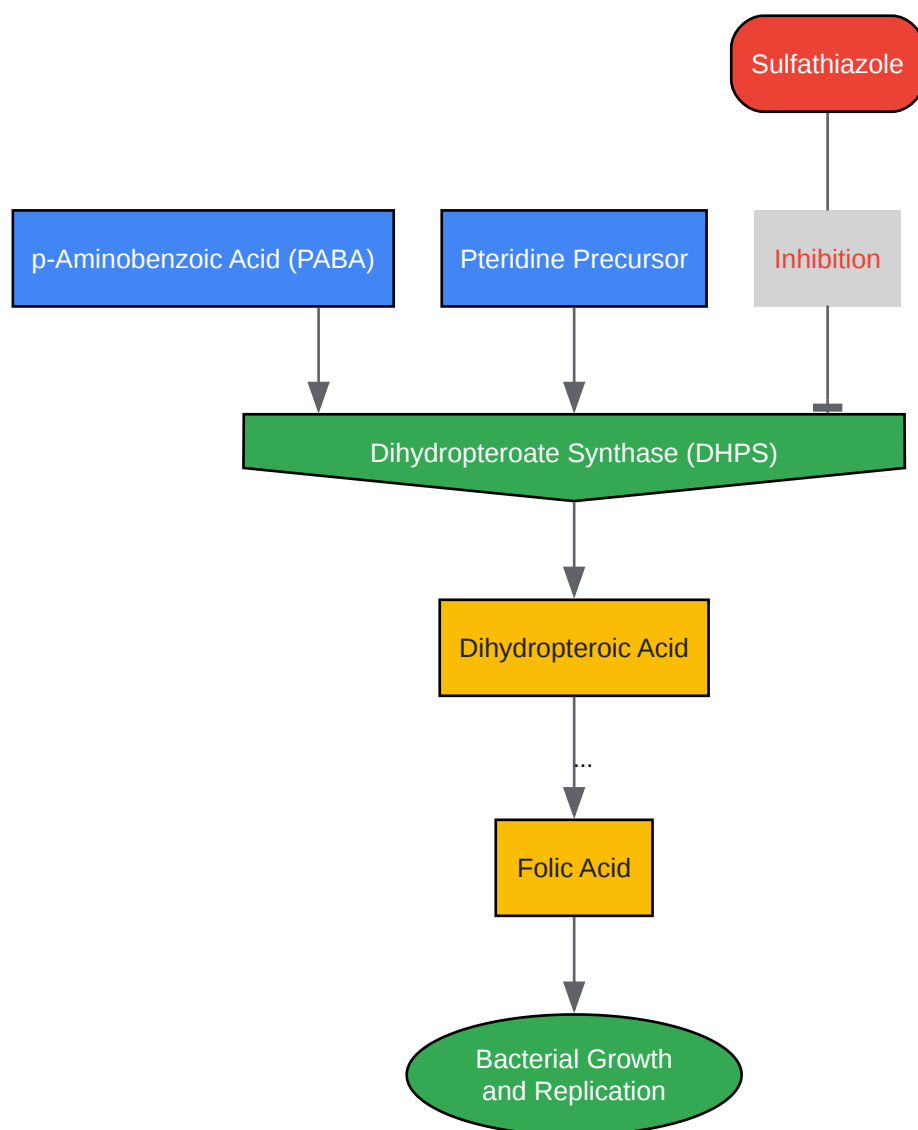 Sulfathiazole
p-Aminobenzoic Acid (PABA)
Pteridine Precursor
Inhibition
Dihydropteroate Synthase (DHPS)
Dihydropteroic Acid
...
Folic Acid
Bacterial Growth
and Replication